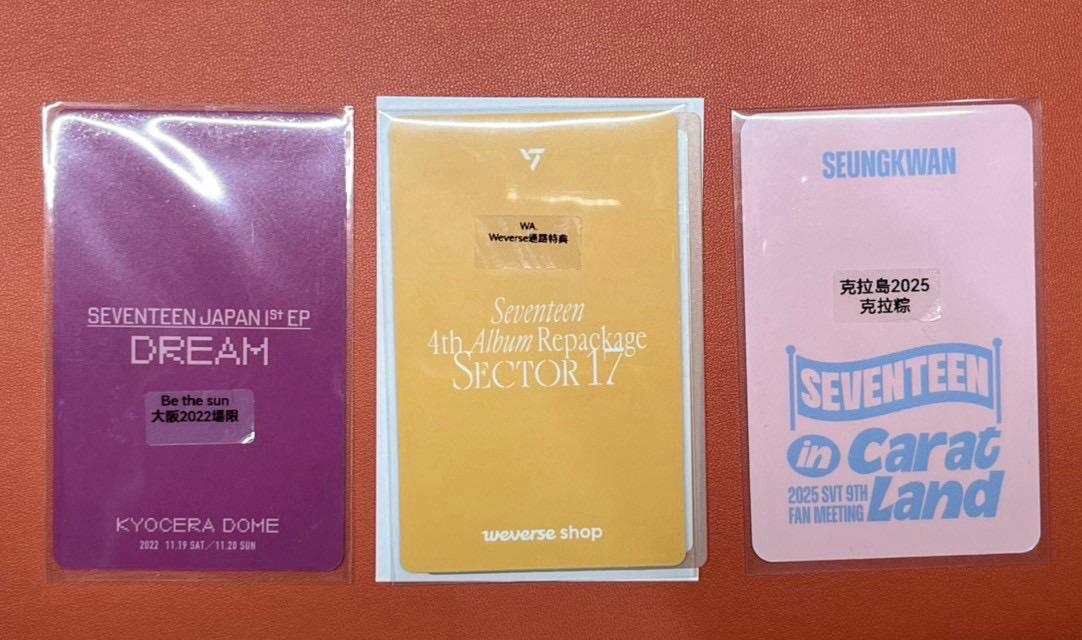 SEVENTEEN JAPAN 1st EP
DREAM
Be the sun
大阪2022場限
KYOCERA DOME
2022 11.19 SAT／11.20 SUN
WA.
Weverse通路特典
Seventeen
4th Album Repackage
SECTOR 17
weverse shop
SEUNGKWAN
克拉島2025
克拉粽
SEVENTEEN
in Carat
Land
2025 SVT 9TH
FAN MEETING